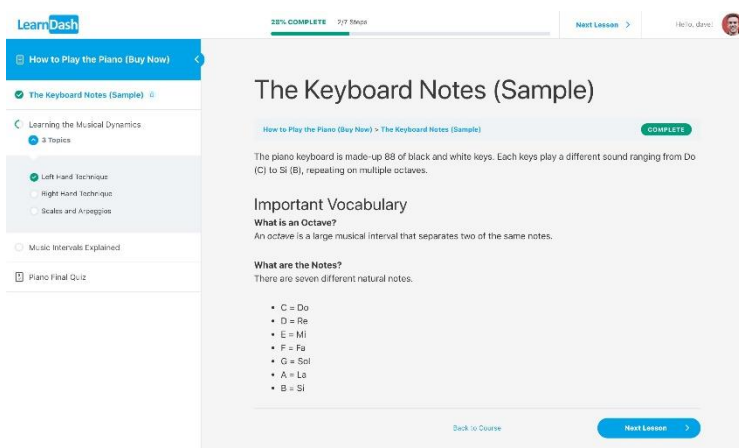 LearnDash
28% COMPLETE 2/7 Steps
Next Lesson >
Hello, dave!
How to Play the Piano (Buy Now)
The Keyboard Notes (Sample)
Learning the Musical Dynamics
3 Topics
Left Hand Technique
Right Hand Technique
Scales and Arpeggios
Music Intervals Explained
Piano Final Quiz
The Keyboard Notes (Sample)
How to Play the Piano (Buy Now) > The Keyboard Notes (Sample)
COMPLETE
The piano keyboard is made-up 88 of black and white keys. Each keys play a different sound ranging from Do
(C) to Si (B), repeating on multiple octaves.
Important Vocabulary
What is an Octave?
An octave is a large musical interval that separates two of the same notes.
What are the Notes?
There are seven different natural notes.
• C = Do
• D = Re
• E = Mi
• F = Fa
• G = Sol
• A = La
• B = Si
Back to Course
Next Lesson >